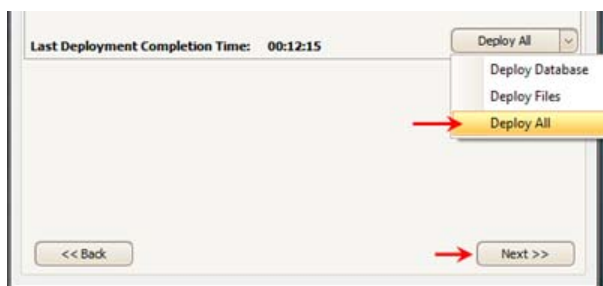 Last Deployment Completion Time: 00:12:15
Deploy All
Deploy Database
Deploy Files
Deploy All
<< Back
Next >>